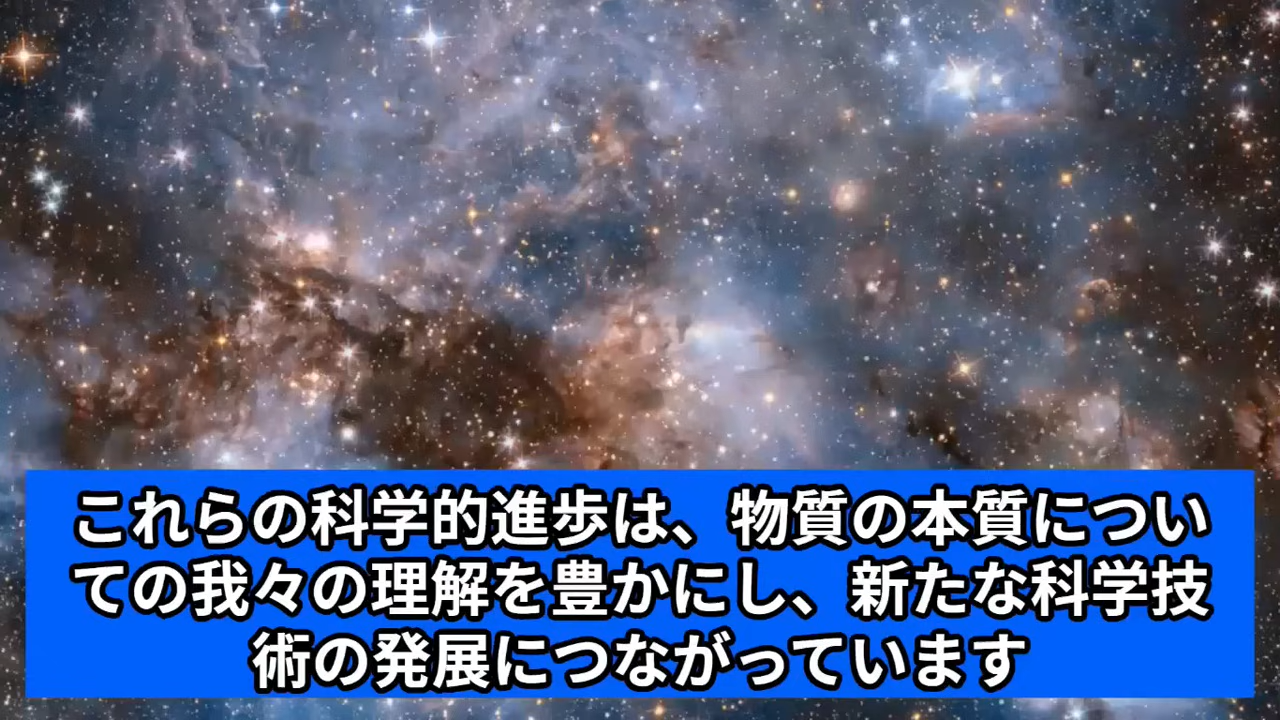 これらの科学的進歩は、物質の本質につい
ての我々の理解を豊かにし、新たな科学技
術の発展につながっています